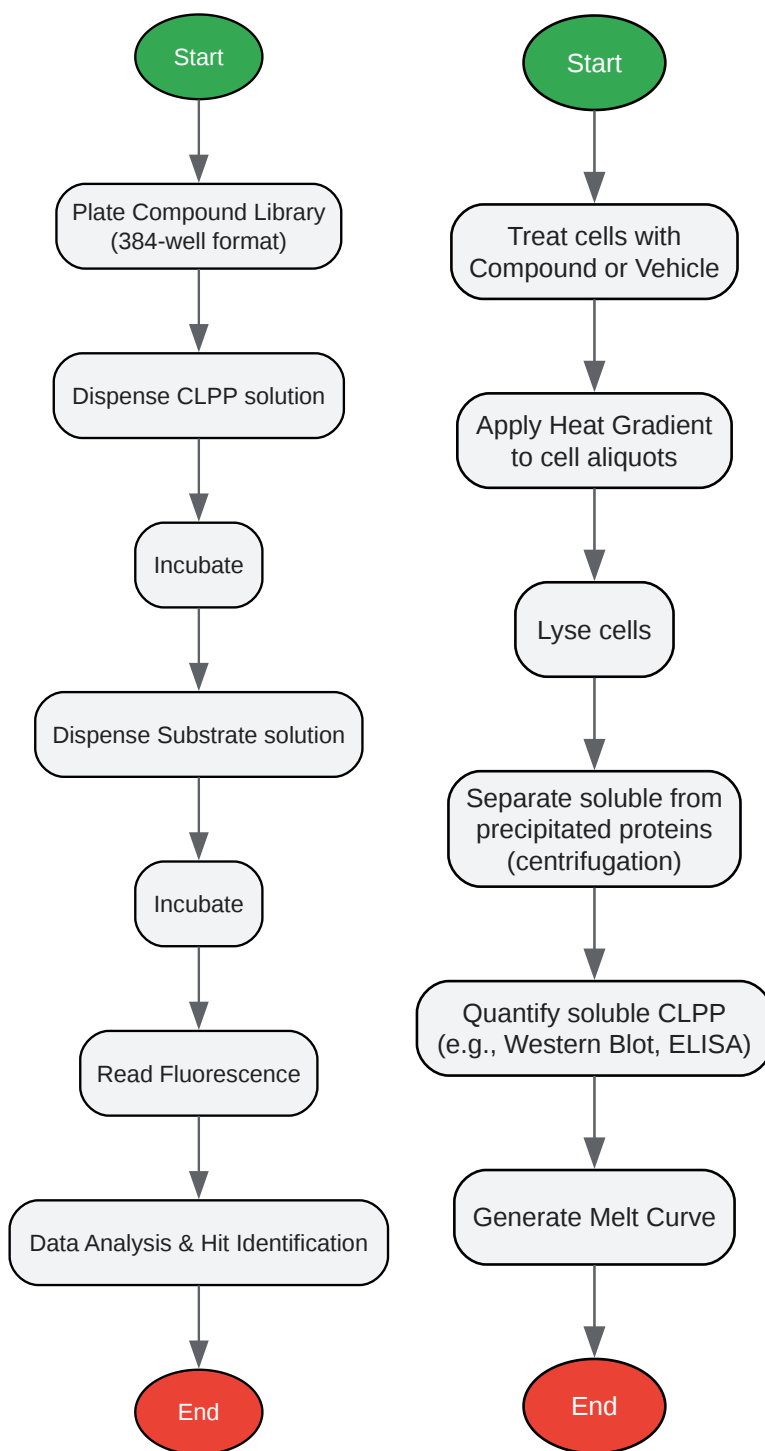 Start
Plate Compound Library
(384-well format)
Dispense CLPP solution
Incubate
Dispense Substrate solution
Incubate
Read Fluorescence
Data Analysis & Hit Identification
End
Start
Treat cells with
Compound or Vehicle
Apply Heat Gradient
to cell aliquots
Lyse cells
Separate soluble from
precipitated proteins
(centrifugation)
Quantify soluble CLPP
(e.g., Western Blot, ELISA)
Generate Melt Curve
End